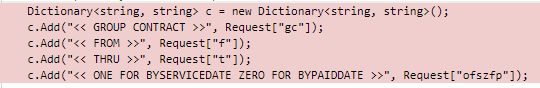 Dictionary<string, string> c = new Dictionary<string, string>();
c.Add("<< GROUP CONTRACT >>", Request["gc"]);
c.Add("<< FROM >>", Request["f"]);
c.Add("<< THRU >>", Request["t"]);
c.Add("<< ONE FOR BYSERVICEDATE ZERO FOR BYPAIDDATE >>", Request["ofszfp"]);